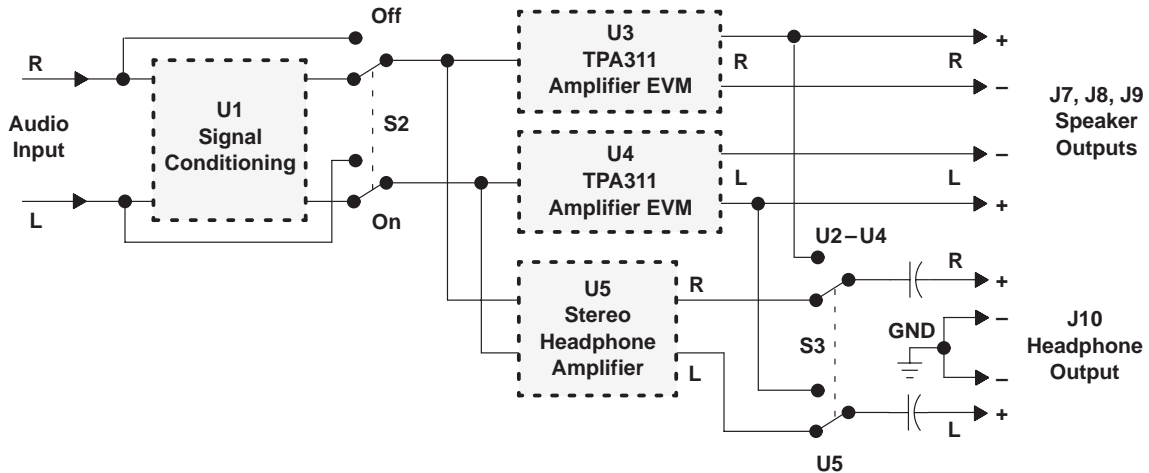 Off
R
Audio
Input
L
U1
Signal
Conditioning
S2
On
U3
TPA311
Amplifier EVM
R
R
+
–
J7, J8, J9
Speaker
Outputs
U4
TPA311
Amplifier EVM
L
L
–
+
U5
Stereo
Headphone
Amplifier
R
L
U2–U4
S3
U5
R
+
GND
–
–
+
L
J10
Headphone
Output